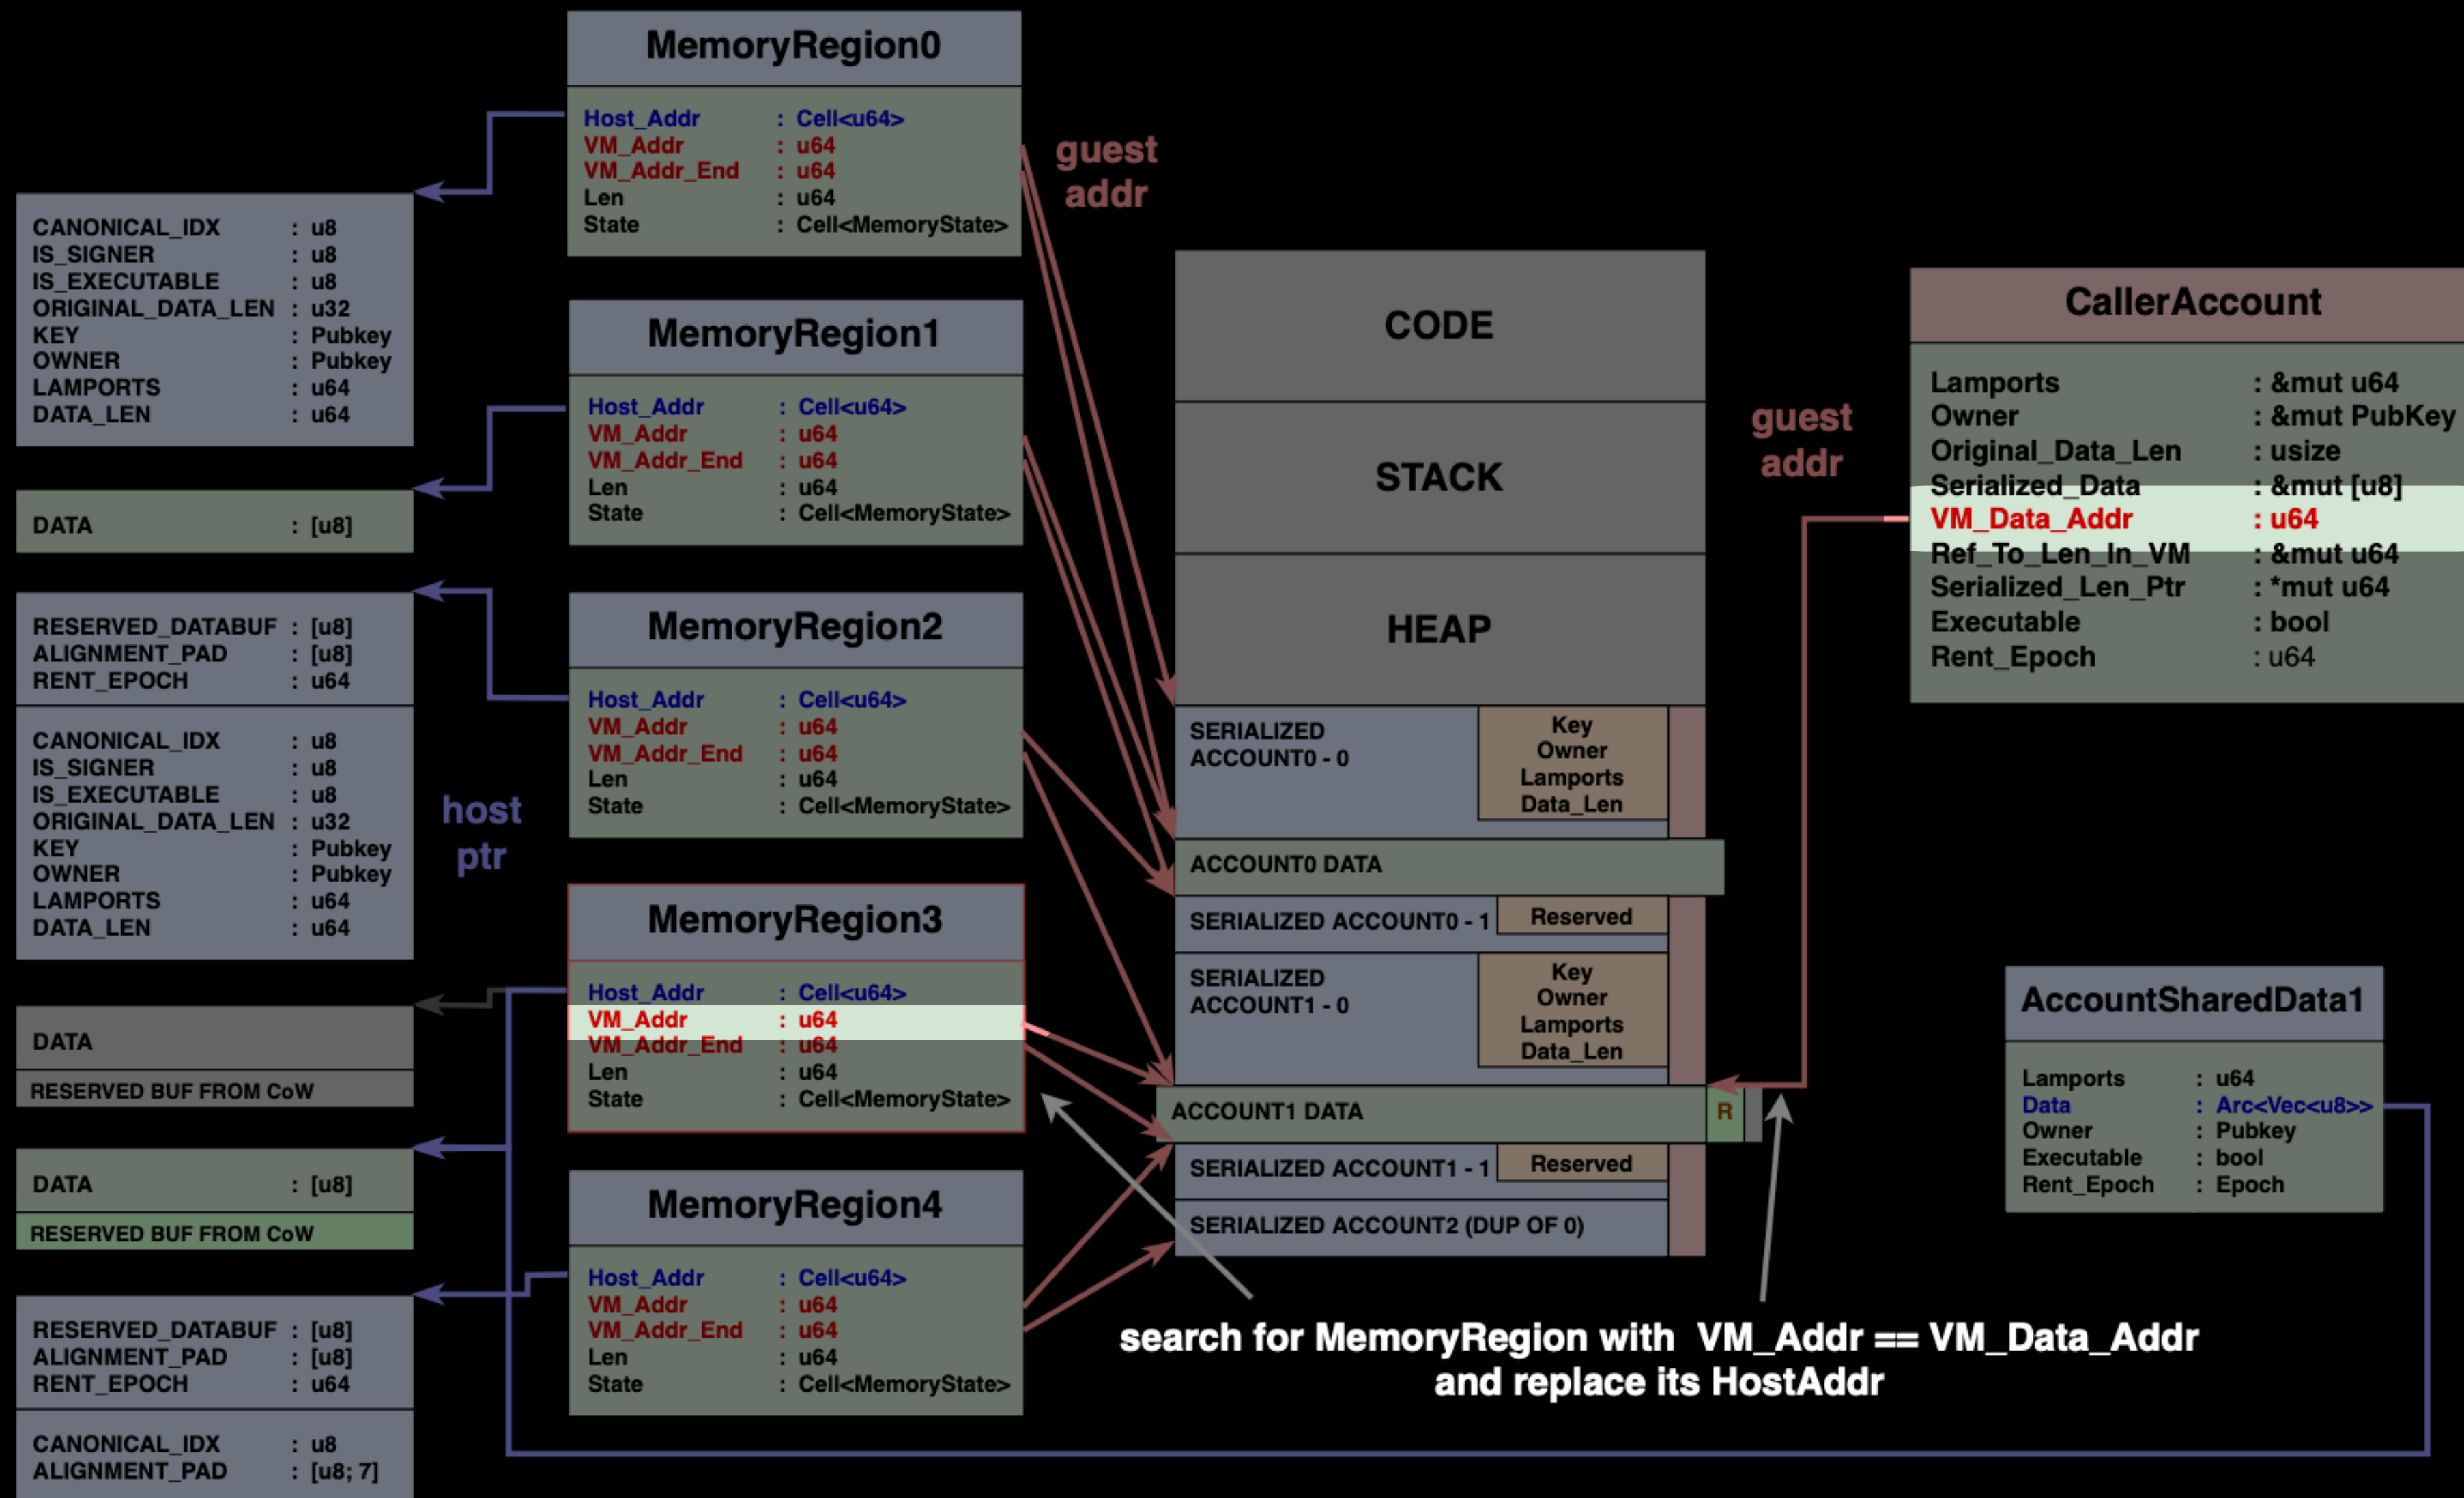 MemoryRegion0
Host_Addr : Cell<u64>
VM_Addr : u64
VM_Addr_End : u64
Len : u64
State : Cell<MemoryState>
guest
addr
CANONICAL_IDX : u8
IS_SIGNER : u8
IS_EXECUTABLE : u8
ORIGINAL_DATA_LEN : u32
KEY : Pubkey
OWNER : Pubkey
LAMPORTS : u64
DATA_LEN : u64
MemoryRegion1
Host_Addr : Cell<u64>
VM_Addr : u64
VM_Addr_End : u64
Len : u64
State : Cell<MemoryState>
DATA : [u8]
MemoryRegion2
Host_Addr : Cell<u64>
VM_Addr : u64
VM_Addr_End : u64
Len : u64
State : Cell<MemoryState>
RESERVED_DATABUF : [u8]
ALIGNMENT_PAD : [u8]
RENT_EPOCH : u64
CANONICAL_IDX : u8
IS_SIGNER : u8
IS_EXECUTABLE : u8
ORIGINAL_DATA_LEN : u32
KEY : Pubkey
OWNER : Pubkey
LAMPORTS : u64
DATA_LEN : u64
host
ptr
MemoryRegion3
Host_Addr : Cell<u64>
VM_Addr : u64
VM_Addr_End : u64
Len : u64
State : Cell<MemoryState>
DATA
RESERVED BUF FROM CoW
DATA : [u8]
RESERVED BUF FROM CoW
MemoryRegion4
Host_Addr : Cell<u64>
VM_Addr : u64
VM_Addr_End : u64
Len : u64
State : Cell<MemoryState>
RESERVED_DATABUF : [u8]
ALIGNMENT_PAD : [u8]
RENT_EPOCH : u64
CANONICAL_IDX : u8
ALIGNMENT_PAD : [u8; 7]
CODE
STACK
HEAP
SERIALIZED
ACCOUNT0 - 0
Key
Owner
Lamports
Data_Len
ACCOUNT0 DATA
SERIALIZED ACCOUNT0 - 1
Reserved
SERIALIZED
ACCOUNT1 - 0
Key
Owner
Lamports
Data_Len
ACCOUNT1 DATA
R
SERIALIZED ACCOUNT1 - 1
Reserved
SERIALIZED ACCOUNT2 (DUP OF 0)
guest
addr
CallerAccount
Lamports : &mut u64
Owner : &mut PubKey
Original_Data_Len : usize
Serialized_Data : &mut [u8]
VM_Data_Addr : u64
Ref_To_Len_In_VM : &mut u64
Serialized_Len_Ptr : *mut u64
Executable : bool
Rent_Epoch : u64
AccountSharedData1
Lamports : u64
Data : Arc<Vec<u8>>
Owner : Pubkey
Executable : bool
Rent_Epoch : Epoch
search for MemoryRegion with VM_Addr == VM_Data_Addr
and replace its HostAddr